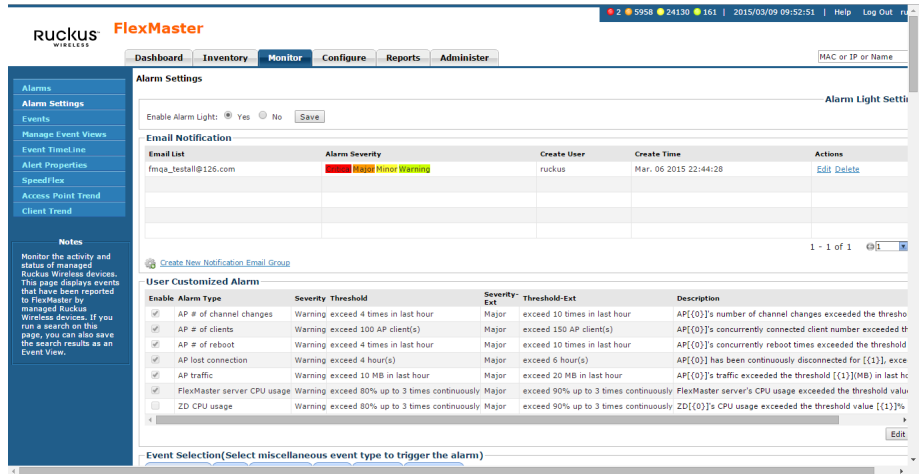 2 5958 24130 161 | 2015/03/09 09:52:51 | Help Log Out ru
Ruckus WIRELESS
FlexMaster
Dashboard Inventory Monitor Configure Reports Administer
MAC or IP or Name
Alarms
Alarm Settings
Events
Manage Event Views
Event TimeLine
Alert Properties
SpeedFlex
Access Point Trend
Client Trend
Notes
Monitor the activity and
status of managed
Ruckus Wireless devices.
This page displays events
that have been reported
to FlexMaster by
managed Ruckus
Wireless devices. If you
run a search on this
page, you can also save
the search results as an
Event View.
Alarm Settings
Alarm Light Settin
Enable Alarm Light: Yes No Save
Email Notification
Email List Alarm Severity Create User Create Time Actions
fmqa_testall@126.com Critical Major Minor Warning ruckus Mar. 06 2015 22:44:28 Edit Delete
1 - 1 of 1 1
Create New Notification Email Group
User Customized Alarm
Enable Alarm Type Severity Threshold Severity-Ext Threshold-Ext Description
AP # of channel changes Warning exceed 4 times in last hour Major exceed 10 times in last hour AP[{0}]'s number of channel changes exceeded the thresho
AP # of clients Warning exceed 100 AP client(s) Major exceed 150 AP client(s) AP[{0}]'s concurrently connected client number exceeded th
AP # of reboot Warning exceed 4 times in last hour Major exceed 10 times in last hour AP[{0}]'s concurrently reboot times exceeded the threshold
AP lost connection Warning exceed 4 hour(s) Major exceed 6 hour(s) AP[{0}] has been continuously disconnected for [{1}], exce
AP traffic Warning exceed 10 MB in last hour Major exceed 20 MB in last hour AP[{0}]'s traffic exceeded the threshold [{1}](MB) in last ho
FlexMaster server CPU usage Warning exceed 80% up to 3 times continuously Major exceed 90% up to 3 times continuously FlexMaster server's CPU usage exceeded the threshold valu
ZD CPU usage Warning exceed 80% up to 3 times continuously Major exceed 90% up to 3 times continuously ZD[{0}]'s CPU usage exceeded the threshold value [{1}]%
Edit
Event Selection(Select miscellaneous event type to trigger the alarm)